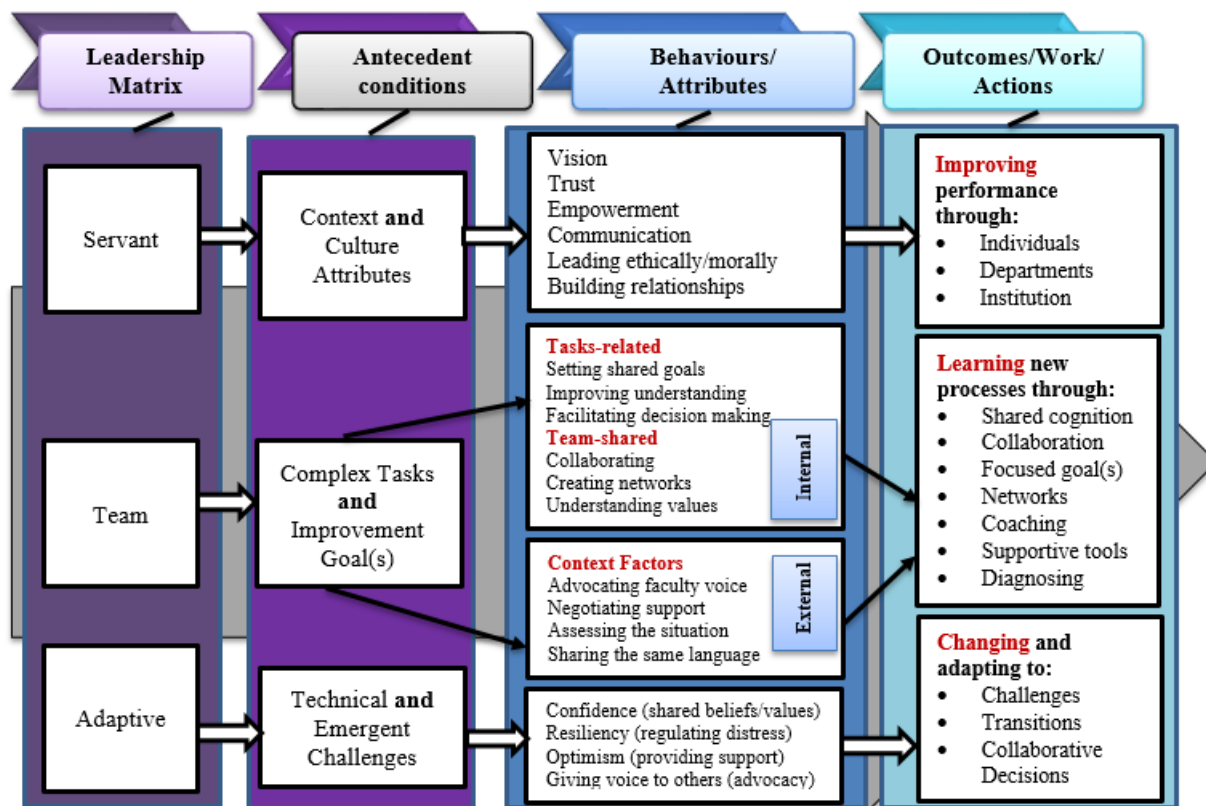 Leadership
Matrix
Antecedent
conditions
Behaviours/
Attributes
Outcomes/Work/
Actions
Servant
Context and
Culture
Attributes
Vision
Trust
Empowerment
Communication
Leading ethically/morally
Building relationships
Improving
performance
through:
• Individuals
• Departments
• Institution
Team
Complex Tasks
and
Improvement
Goal(s)
Tasks-related
Setting shared goals
Improving understanding
Facilitating decision making
Team-shared
Collaborating
Creating networks
Understanding values
Internal
Context Factors
Advocating faculty voice
Negotiating support
Assessing the situation
Sharing the same language
External
Learning new
processes through:
• Shared cognition
• Collaboration
• Focused goal(s)
• Networks
• Coaching
• Supportive tools
• Diagnosing
Adaptive
Technical and
Emergent
Challenges
Confidence (shared beliefs/values)
Resiliency (regulating distress)
Optimism (providing support)
Giving voice to others (advocacy)
Changing and
adapting to:
• Challenges
• Transitions
• Collaborative
Decisions